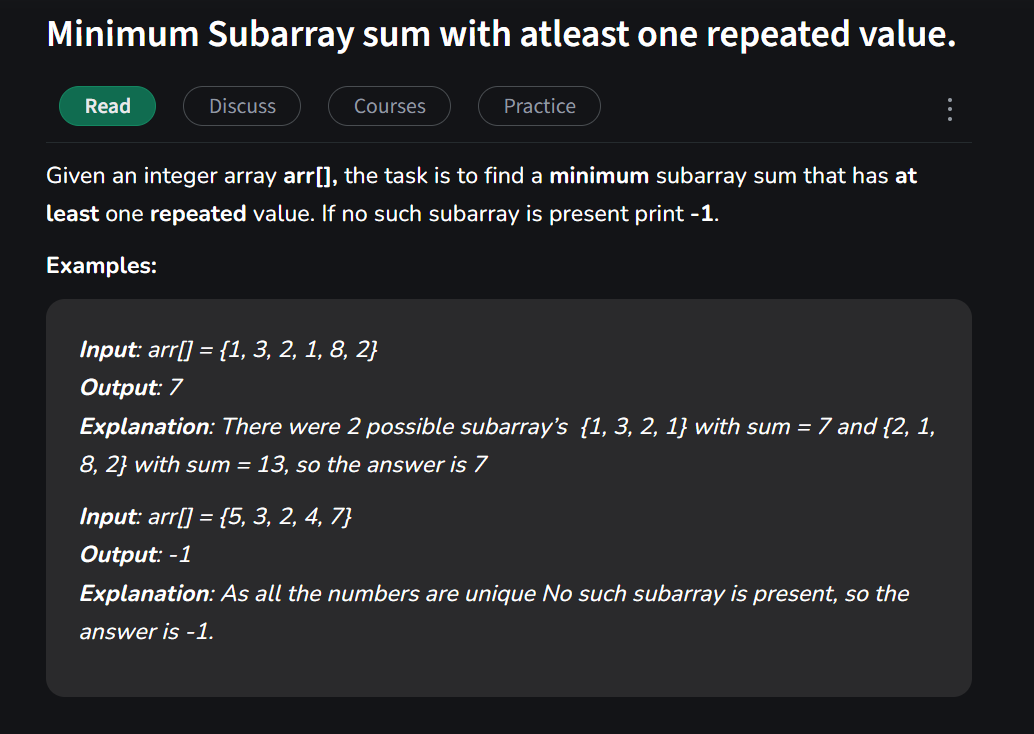 Minimum Subarray sum with atleast one repeated value.
Read Discuss Courses Practice
Given an integer array arr[], the task is to find a minimum subarray sum that has at
least one repeated value. If no such subarray is present print -1.
Examples:
Input: arr[] = {1, 3, 2, 1, 8, 2}
Output: 7
Explanation: There were 2 possible subarray’s  {1, 3, 2, 1} with sum = 7 and {2, 1,
8, 2} with sum = 13, so the answer is 7
Input: arr[] = {5, 3, 2, 4, 7}
Output: -1
Explanation: As all the numbers are unique No such subarray is present, so the
answer is -1.